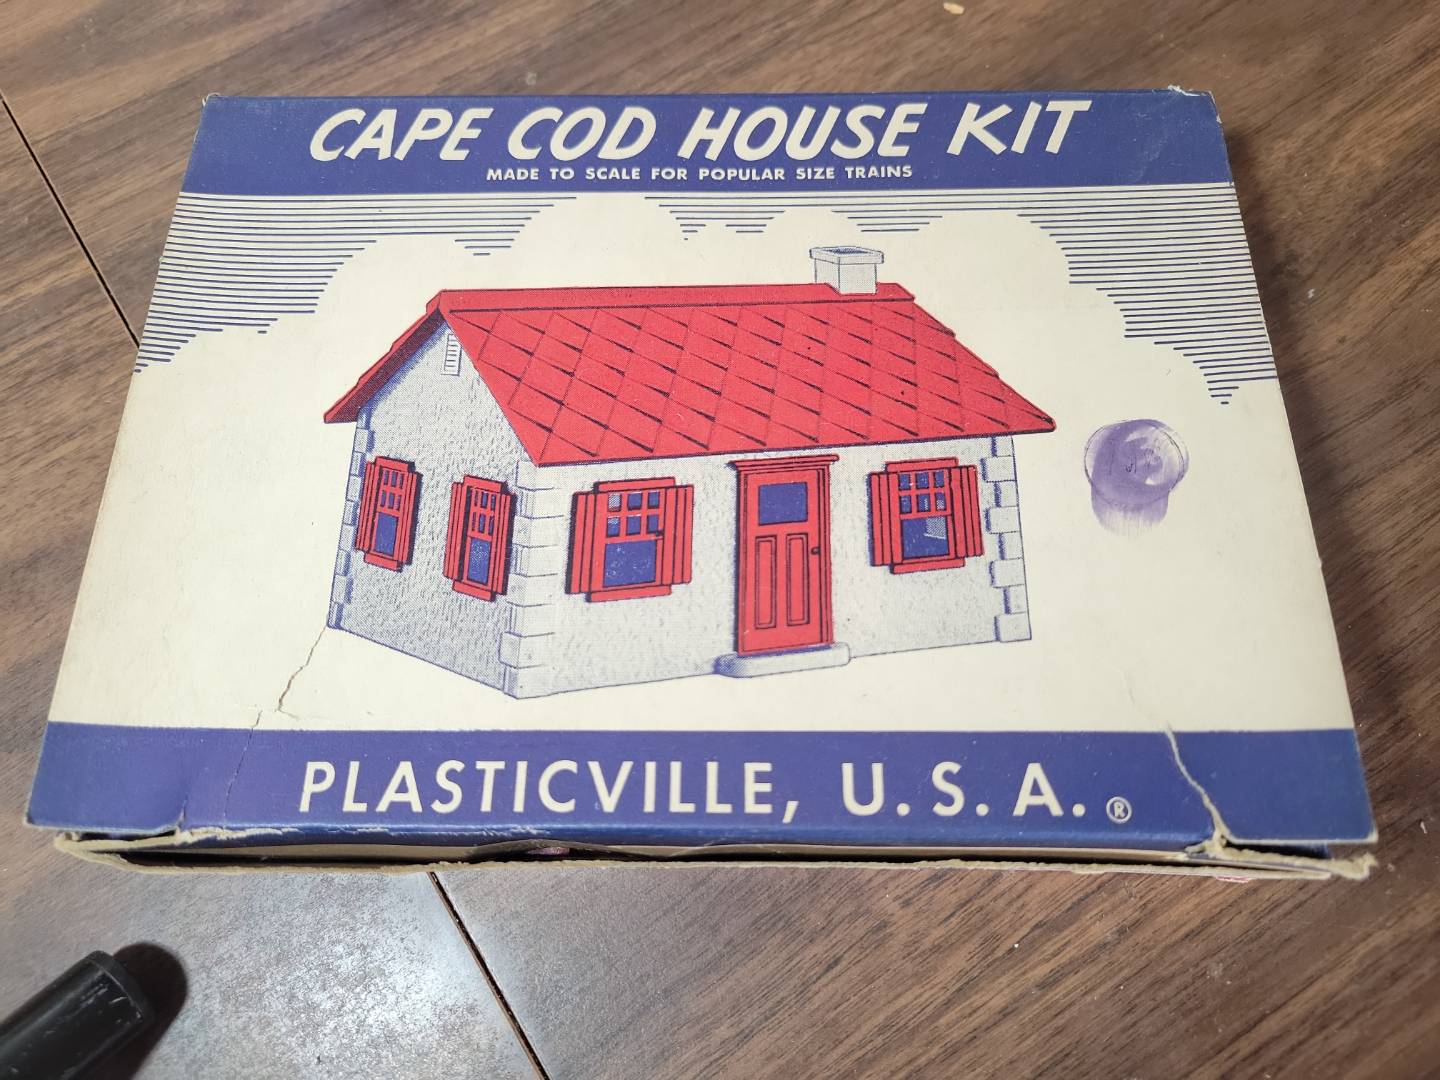 CAPE COD HOUSE KIT
MADE TO SCALE FOR POPULAR SIZE TRAINS
PLASTICVILLE, U.S.A.®